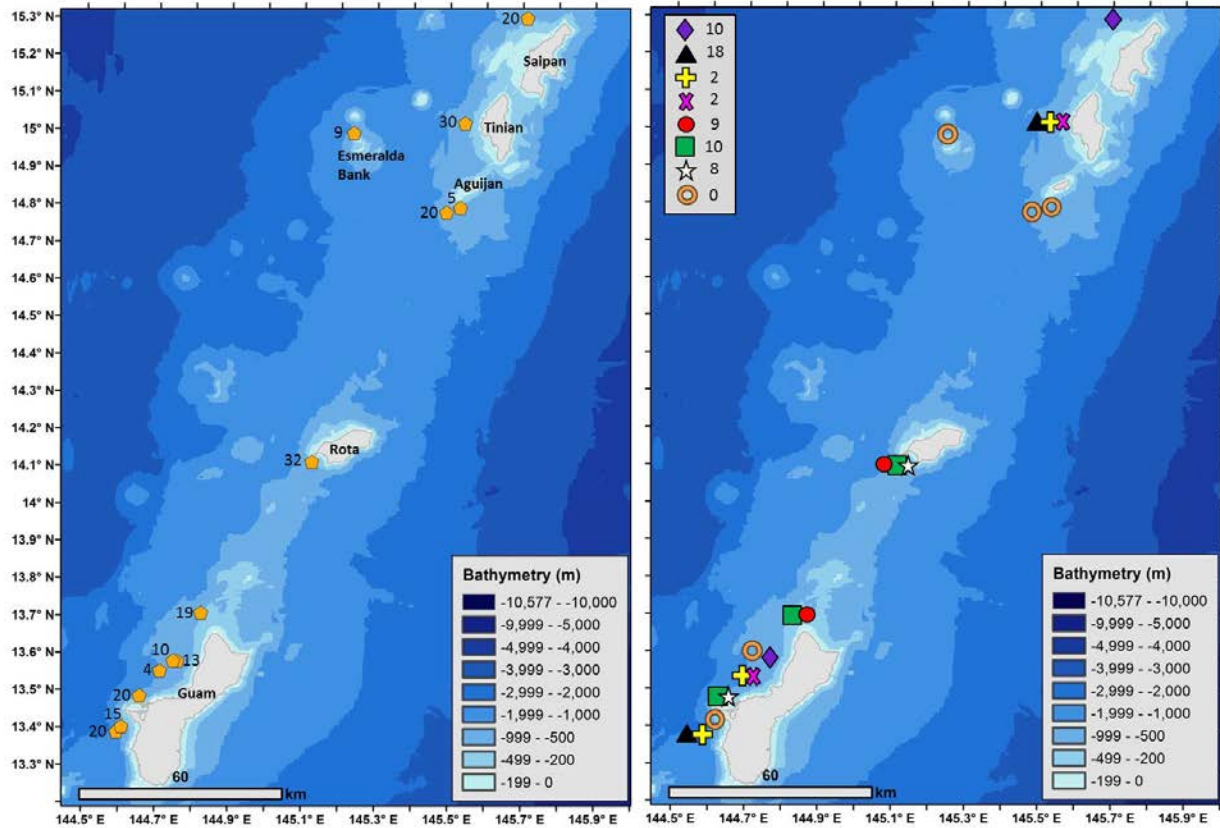 15.3° N
15.2° N
15.1° N
15° N
14.9° N
14.8° N
14.7° N
14.6° N
14.5° N
14.4° N
14.3° N
14.2° N
14.1° N
14° N
13.9° N
13.8° N
13.7° N
13.6° N
13.5° N
13.4° N
13.3° N
20
Saipan
30
Tinian
9
Esmeralda
Bank
Aguijan
5
20
Rota
32
19
10
13
4
Guam
20
15
20
60
km
Bathymetry (m)
-10,577 - -10,000
-9,999 - -5,000
-4,999 - -4,000
-3,999 - -3,000
-2,999 - -2,000
-1,999 - -1,000
-999 - -500
-499 - -200
-199 - 0
144.5° E 144.7° E 144.9° E 145.1° E 145.3° E 145.5° E 145.7° E 145.9° E
10
18
2
2
9
10
8
0
60
km
Bathymetry (m)
-10,577 - -10,000
-9,999 - -5,000
-4,999 - -4,000
-3,999 - -3,000
-2,999 - -2,000
-1,999 - -1,000
-999 - -500
-499 - -200
-199 - 0
144.5° E 144.7° E 144.9° E 145.1° E 145.3° E 145.5° E 145.7° E 145.9° E